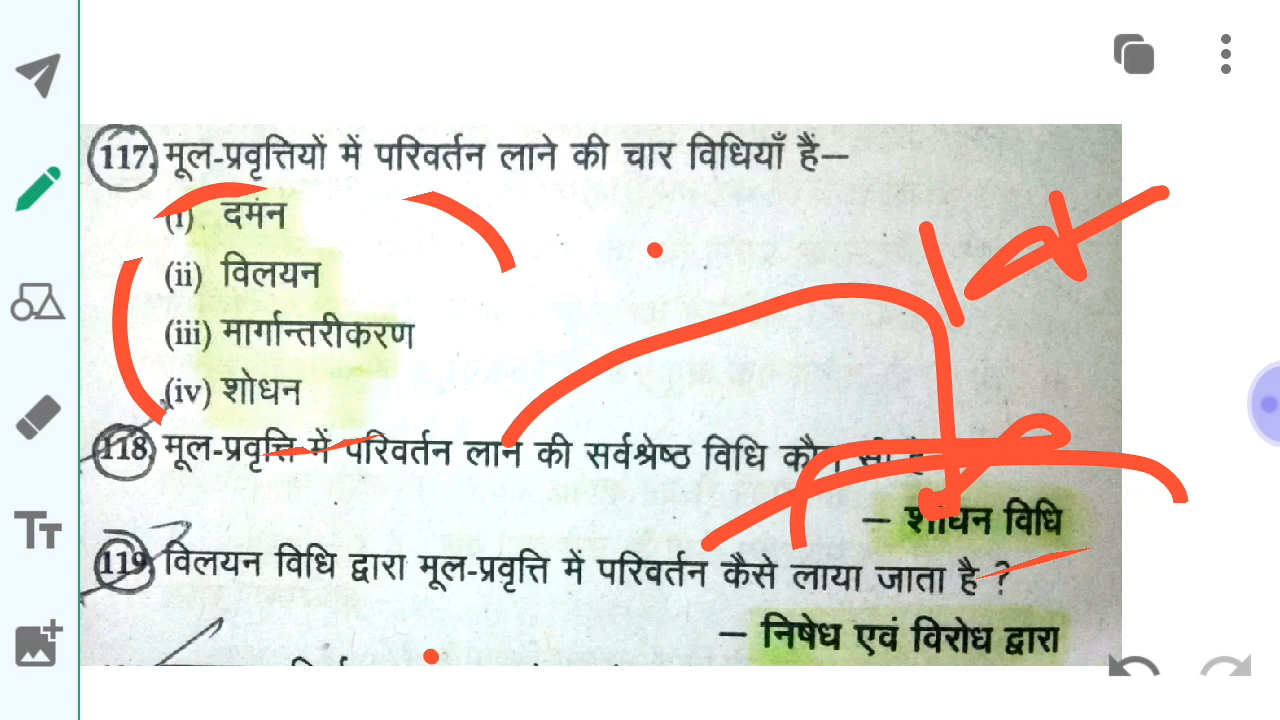 117. मूल-प्रवृत्तियों में परिवर्तन लाने की चार विधियाँ हैं—
(i) दमन
(ii) विलयन
(iii) मार्गान्तरीकरण
(iv) शोधन
118. मूल-प्रवृत्ति में परिवर्तन लाने की सर्वश्रेष्ठ विधि कौन सी है
— शोधन विधि
119. विलयन विधि द्वारा मूल-प्रवृत्ति में परिवर्तन कैसे लाया जाता है ?
— निषेध एवं विरोध द्वारा